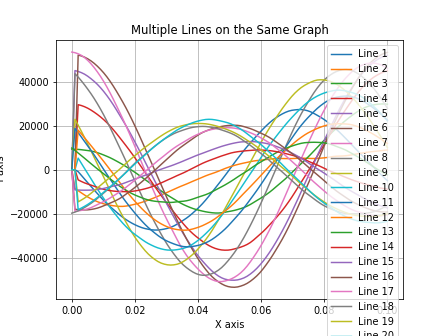 Multiple Lines on the Same Graph
40000
20000
0
−20000
−40000
0.00
0.02
0.04
0.06
X axis
Line 1
Line 2
Line 3
Line 4
Line 5
Line 6
Line 7
Line 8
Line 9
Line 10
Line 11
Line 12
Line 13
Line 14
Line 15
Line 16
Line 17
Line 18
Line 19
Line 20